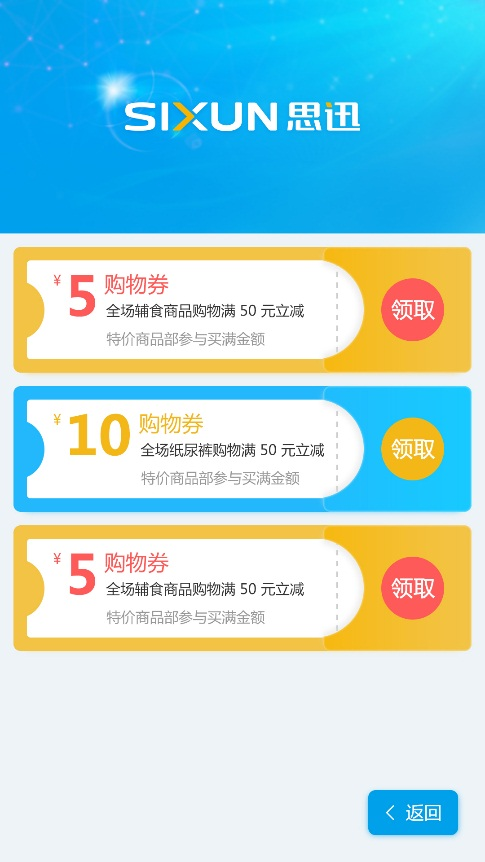 SIXUN思迅
¥5 购物券
全场辅食商品购物满 50 元立减
特价商品部参与买满金额
领取
¥10 购物券
全场纸尿裤购物满 50 元立减
特价商品部参与买满金额
领取
¥5 购物券
全场辅食商品购物满 50 元立减
特价商品部参与买满金额
领取
返回